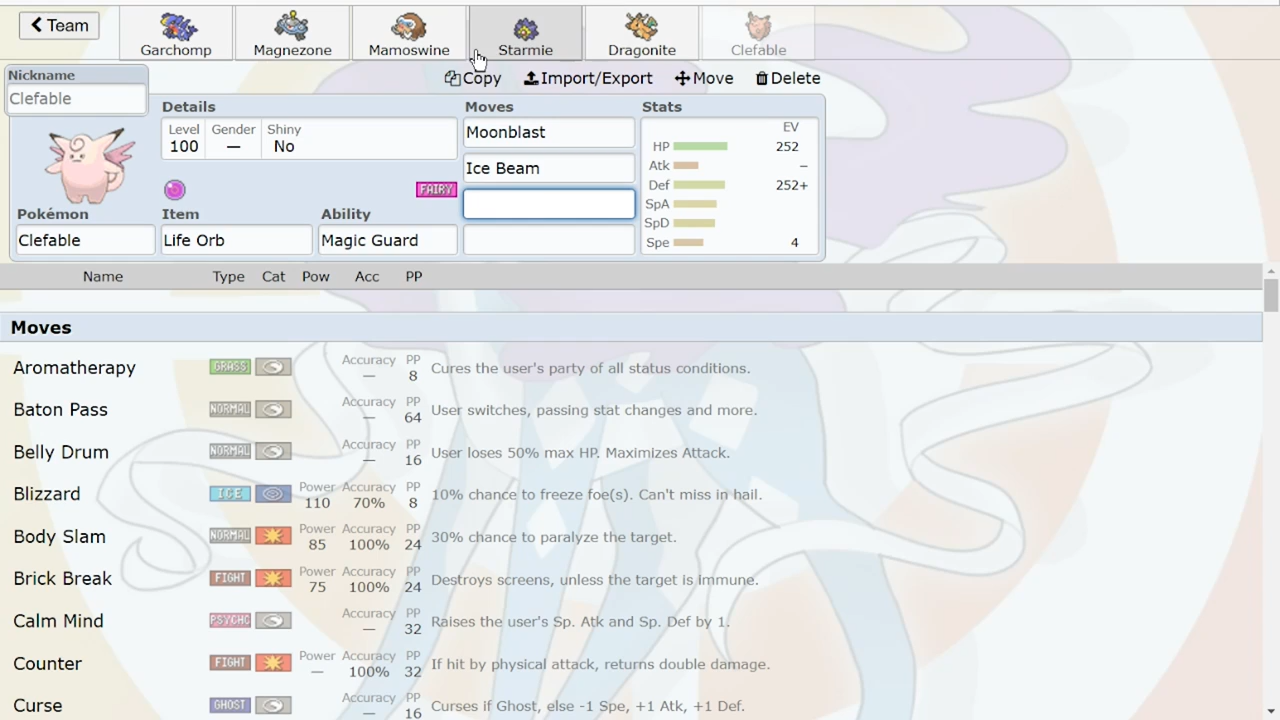 Team
Garchomp
Magnezone
Mamoswine
Starmie
Dragonite
Clefable
Copy
Import/Export
Move
Delete
Nickname
Clefable
Details
Level Gender Shiny
100 — No
FAIRY
Pokémon
Clefable
Item
Life Orb
Ability
Magic Guard
Moves
Moonblast
Ice Beam
Stats
EV
HP 252
Atk –
Def 252+
SpA
SpD
Spe 4
Name Type Cat Pow Acc PP
Moves
Aromatherapy GRASS Accuracy — PP 8 Cures the user's party of all status conditions.
Baton Pass NORMAL Accuracy — PP 64 User switches, passing stat changes and more.
Belly Drum NORMAL Accuracy — PP 16 User loses 50% max HP. Maximizes Attack.
Blizzard ICE Power 110 Accuracy 70% PP 8 10% chance to freeze foe(s). Can't miss in hail.
Body Slam NORMAL Power 85 Accuracy 100% PP 24 30% chance to paralyze the target.
Brick Break FIGHT Power 75 Accuracy 100% PP 24 Destroys screens, unless the target is immune.
Calm Mind PSYCHC Accuracy — PP 32 Raises the user's Sp. Atk and Sp. Def by 1.
Counter FIGHT Power — Accuracy 100% PP 32 If hit by physical attack, returns double damage.
Curse GHOST Accuracy — PP 16 Curses if Ghost, else -1 Spe, +1 Atk, +1 Def.